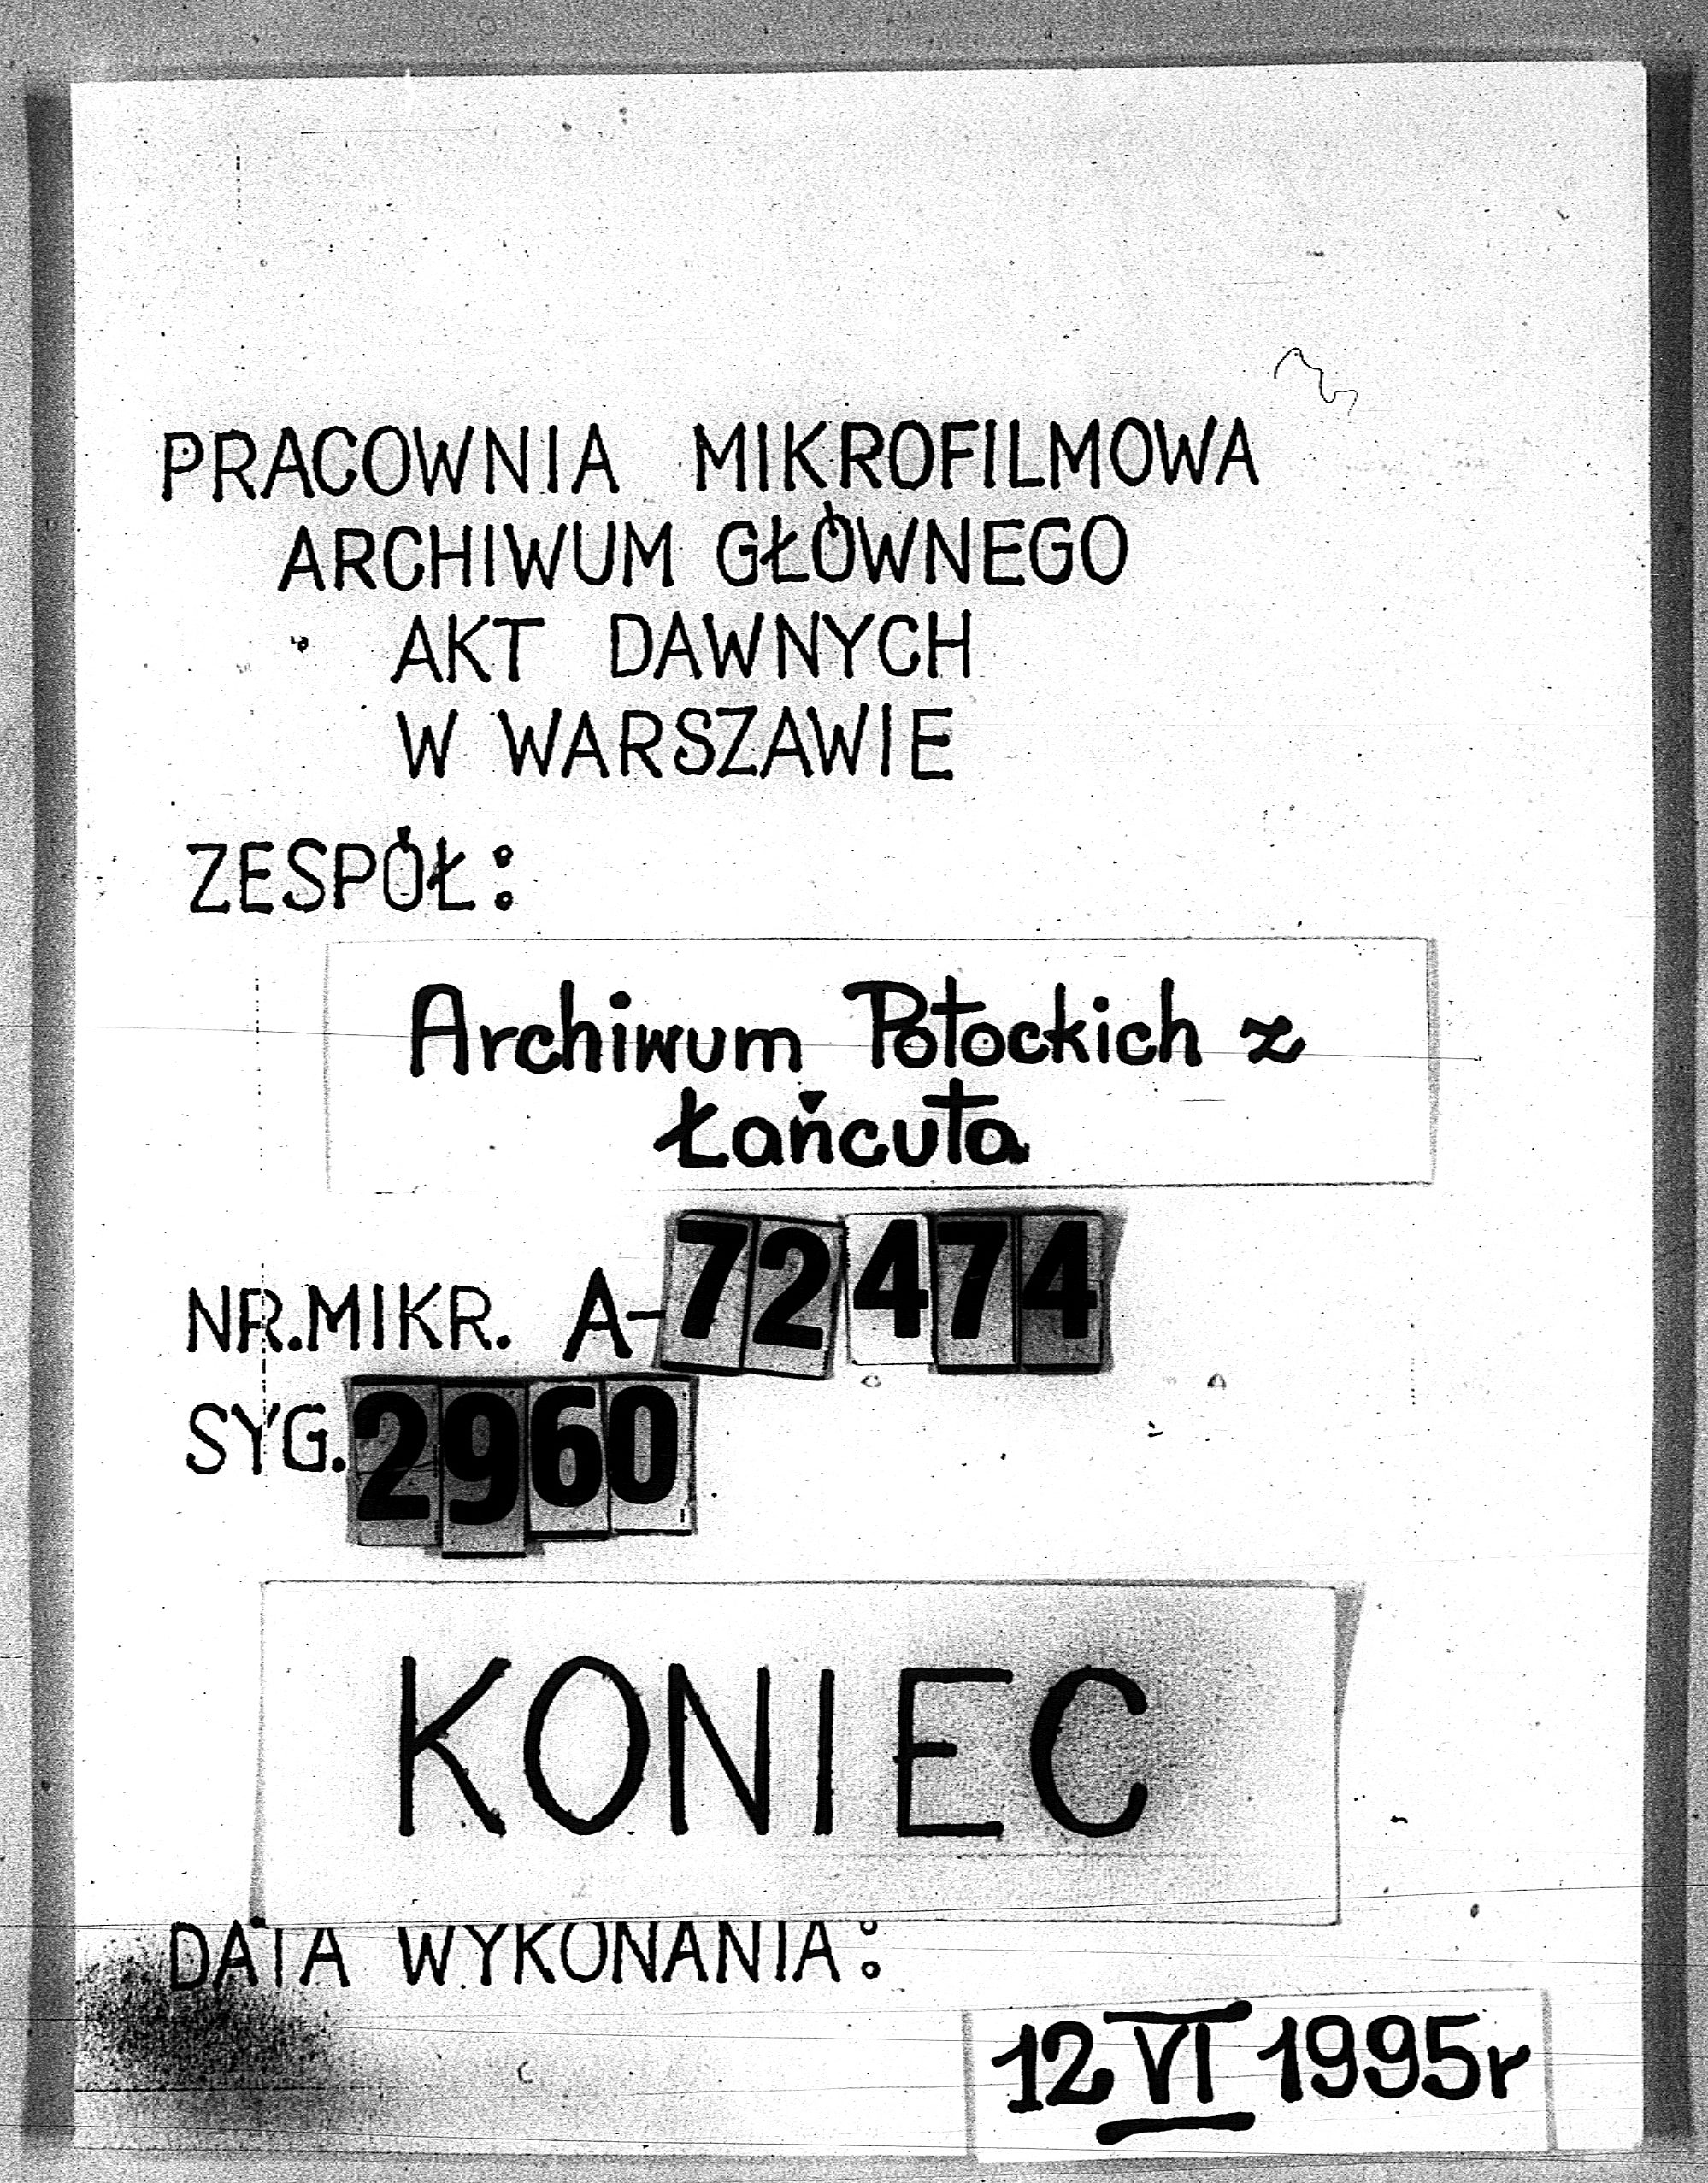 PRACOWNIA MIKROFILMOWA
ARCHIWUM GŁÓWNEGO
AKT DAWNYCH
W WARSZAWIE
ZESPÓŁ:
Archiwum Potockich z
Łańcuta
NR.MIKR. A-72474
SYG. 2960
KONIEC
DATA WYKONANIA:
12 VI 1995r